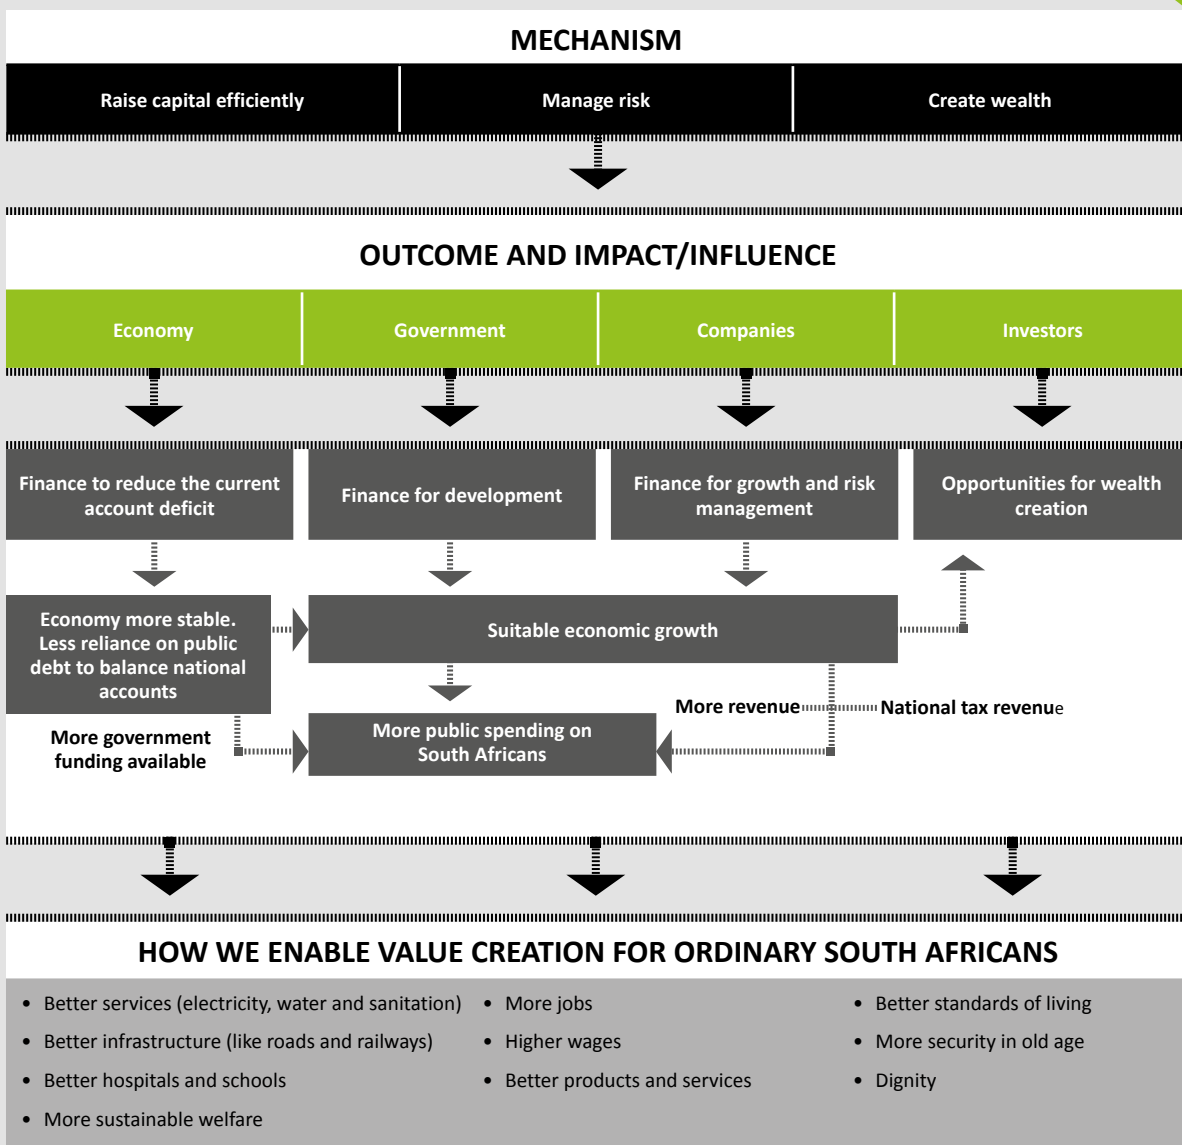 MECHANISM
Raise capital efficiently
Manage risk
Create wealth
OUTCOME AND IMPACT/INFLUENCE
Economy
Government
Companies
Investors
Finance to reduce the current
account deficit
Finance for development
Finance for growth and risk
management
Opportunities for wealth
creation
Economy more stable.
Less reliance on public
debt to balance national
accounts
Suitable economic growth
More government
funding available
More public spending on
South Africans
More revenue
National tax revenue
HOW WE ENABLE VALUE CREATION FOR ORDINARY SOUTH AFRICANS
• Better services (electricity, water and sanitation)
• Better infrastructure (like roads and railways)
• Better hospitals and schools
• More sustainable welfare
• More jobs
• Higher wages
• Better products and services
• Better standards of living
• More security in old age
• Dignity